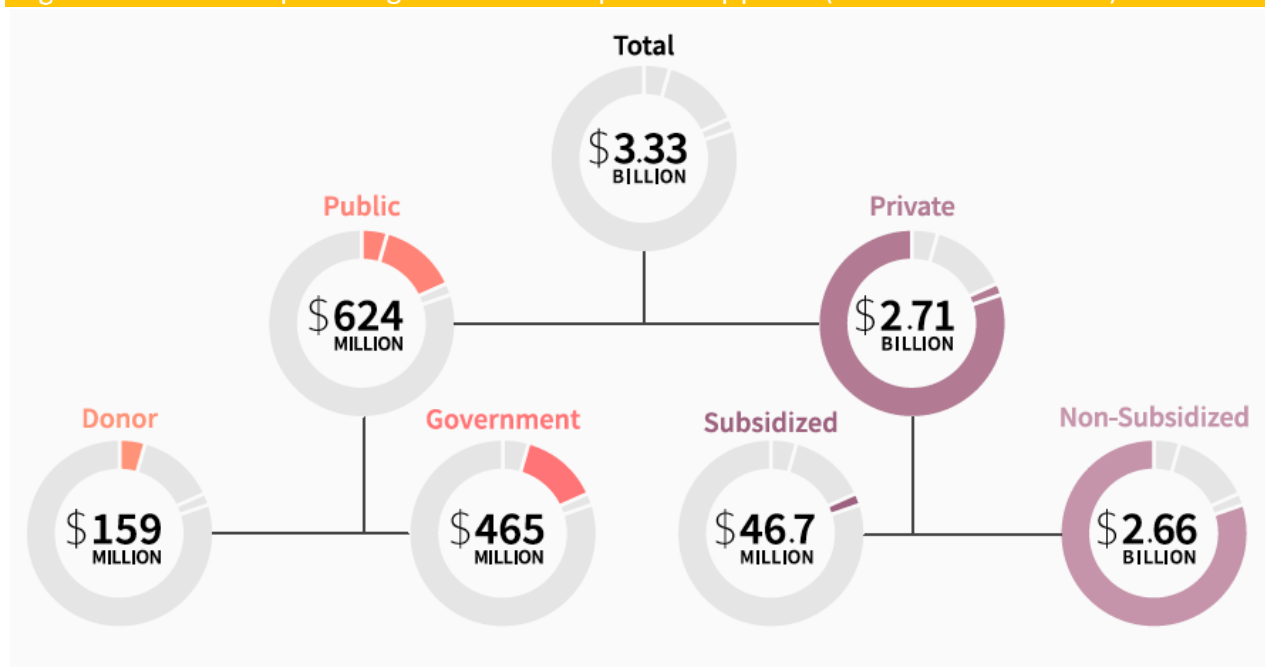 Total
$3.33
BILLION
Public
$624
MILLION
Private
$2.71
BILLION
Donor
$159
MILLION
Government
$465
MILLION
Subsidized
$46.7
MILLION
Non-Subsidized
$2.66
BILLION